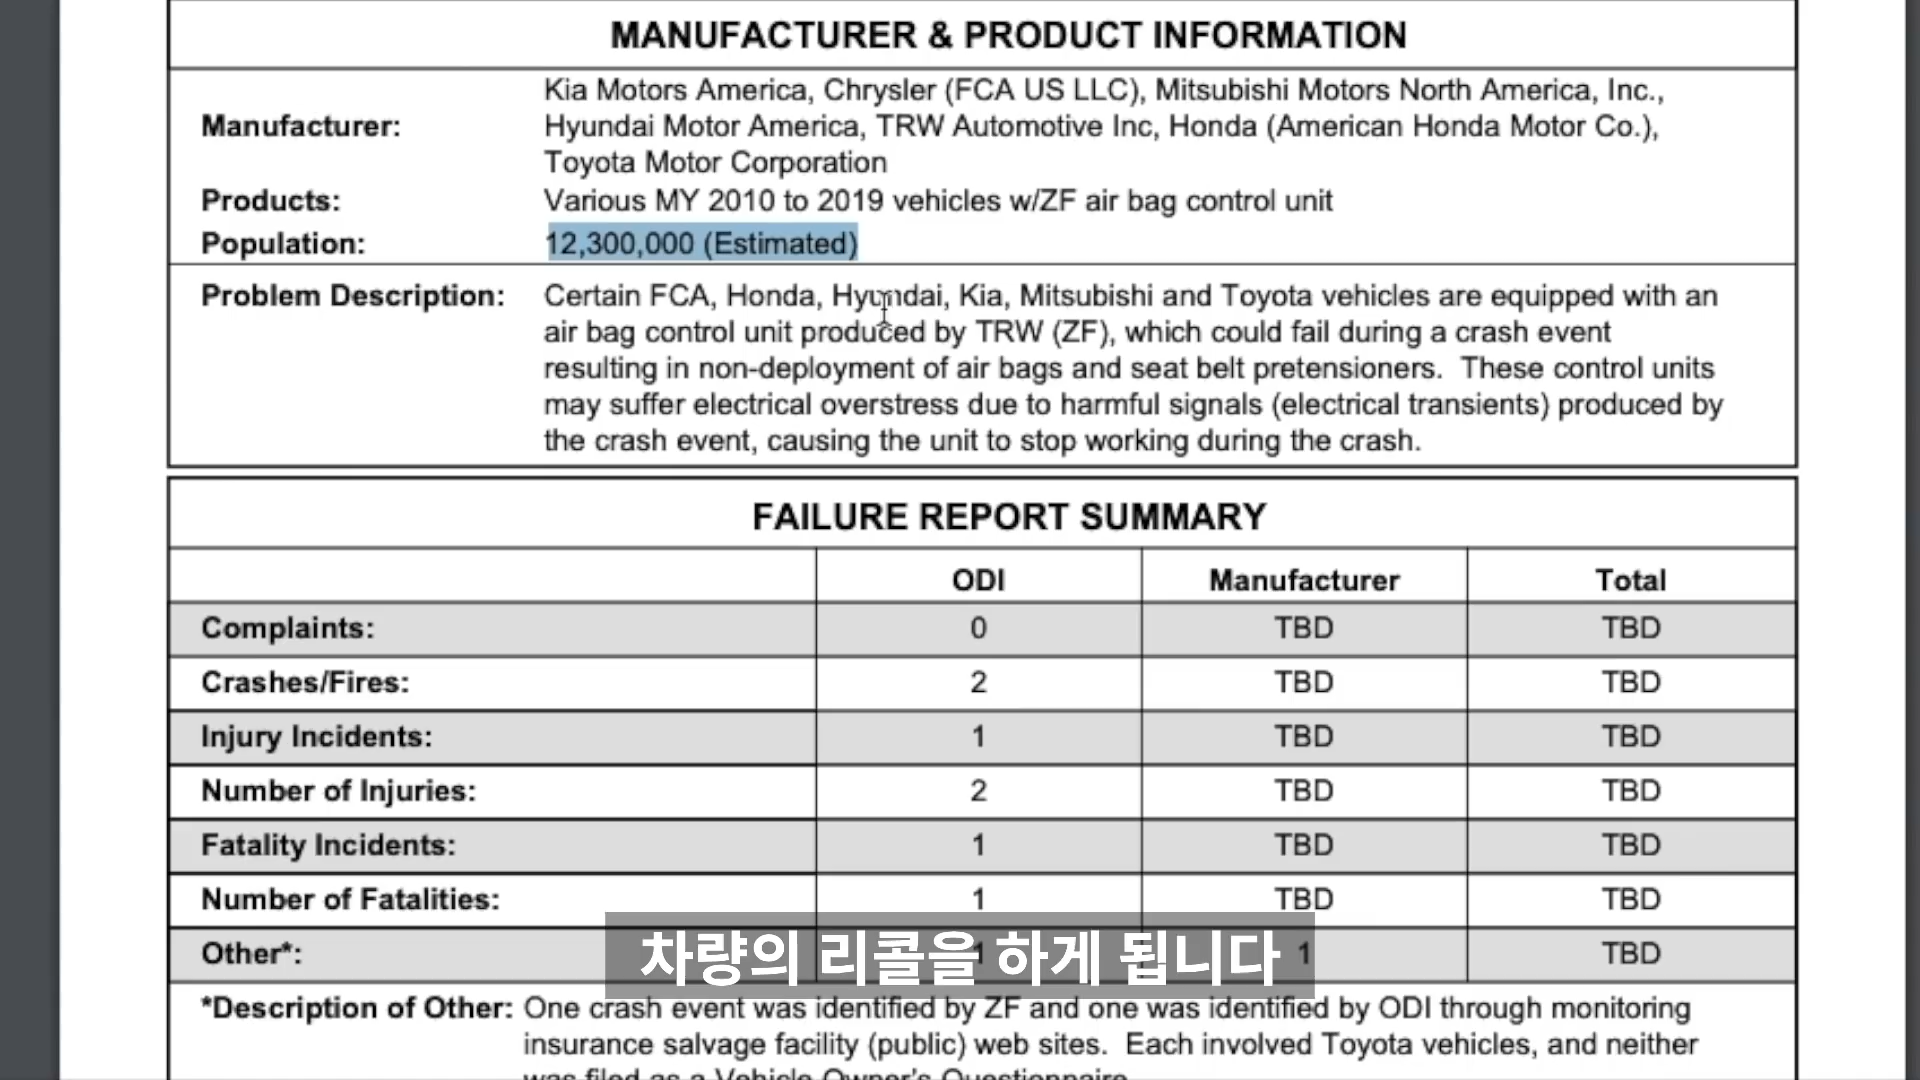 MANUFACTURER & PRODUCT INFORMATION
Manufacturer: Kia Motors America, Chrysler (FCA US LLC), Mitsubishi Motors North America, Inc.,
Hyundai Motor America, TRW Automotive Inc, Honda (American Honda Motor Co.),
Toyota Motor Corporation
Products: Various MY 2010 to 2019 vehicles w/ZF air bag control unit
Population: 12,300,000 (Estimated)
Problem Description: Certain FCA, Honda, Hyundai, Kia, Mitsubishi and Toyota vehicles are equipped with an
air bag control unit produced by TRW (ZF), which could fail during a crash event
resulting in non-deployment of air bags and seat belt pretensioners. These control units
may suffer electrical overstress due to harmful signals (electrical transients) produced by
the crash event, causing the unit to stop working during the crash.
FAILURE REPORT SUMMARY
ODI Manufacturer Total
Complaints: 0 TBD TBD
Crashes/Fires: 2 TBD TBD
Injury Incidents: 1 TBD TBD
Number of Injuries: 2 TBD TBD
Fatality Incidents: 1 TBD TBD
Number of Fatalities: 1 TBD TBD
Other*: 1 1 TBD
차량의 리콜을 하게 됩니다
*Description of Other: One crash event was identified by ZF and one was identified by ODI through monitoring
insurance salvage facility (public) web sites. Each involved Toyota vehicles, and neither
was filed as a Vehicle Owner's Questionnaire.